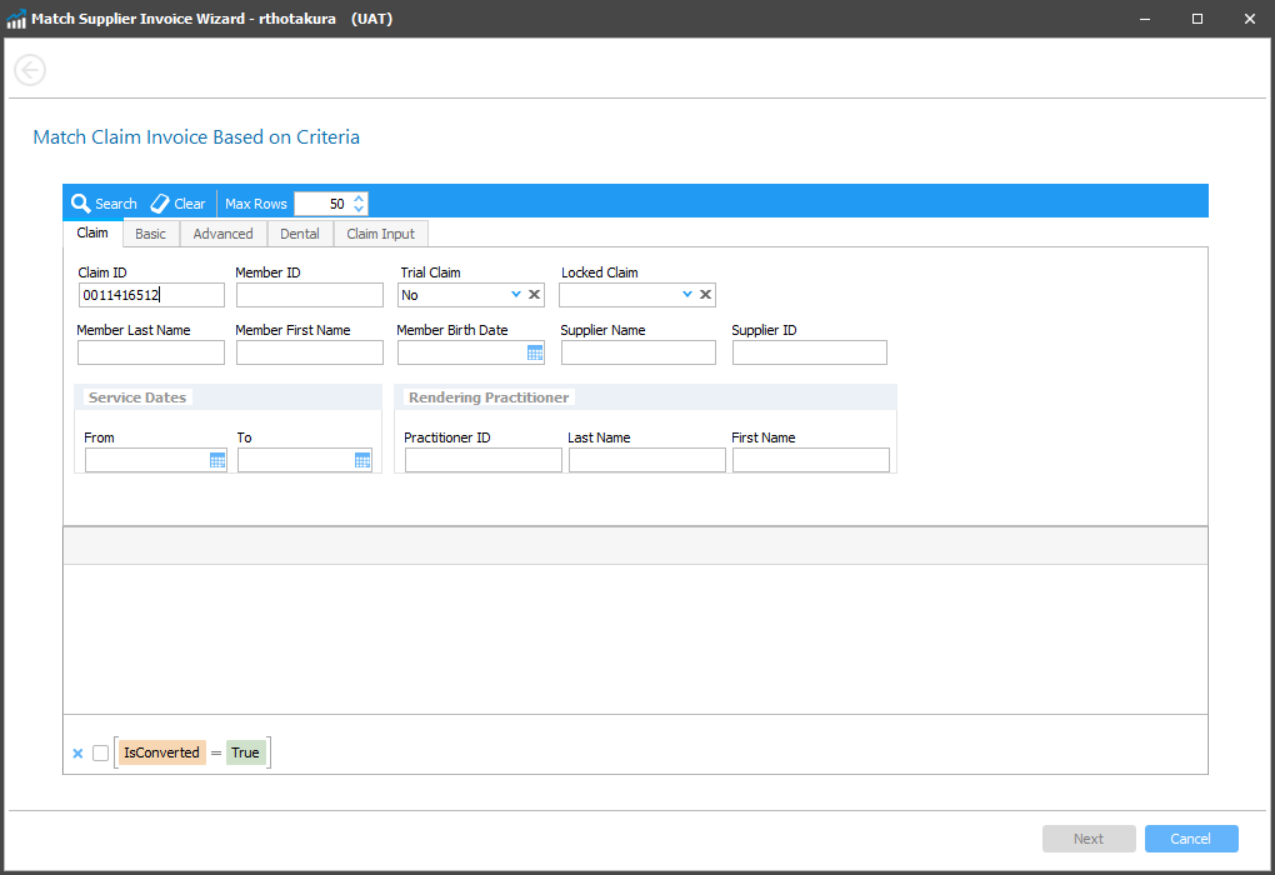 Match Supplier Invoice Wizard - rthotakura (UAT)
Match Claim Invoice Based on Criteria
Search Clear Max Rows 50
Claim Basic Advanced Dental Claim Input
Claim ID Member ID Trial Claim Locked Claim
0011416512 No
Member Last Name Member First Name Member Birth Date Supplier Name Supplier ID
Service Dates Rendering Practitioner
From To Practitioner ID Last Name First Name
IsConverted = True
Next Cancel